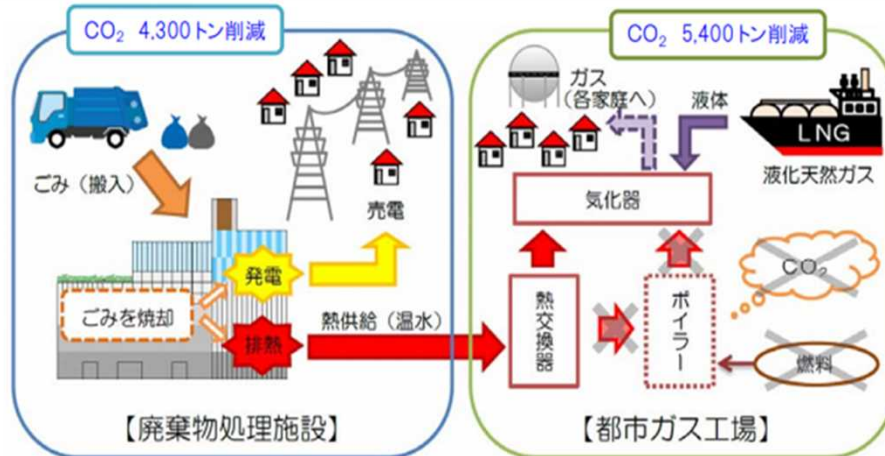 CO₂ 4,300トン削減
ごみ（搬入）
売電
発電
ごみを焼却
排熱
熱供給（温水）
【廃棄物処理施設】
CO₂ 5,400トン削減
ガス
（各家庭へ）
液体
LNG
液化天然ガス
気化器
熱交換器
ボイラー
CO₂
燃料
【都市ガス工場】